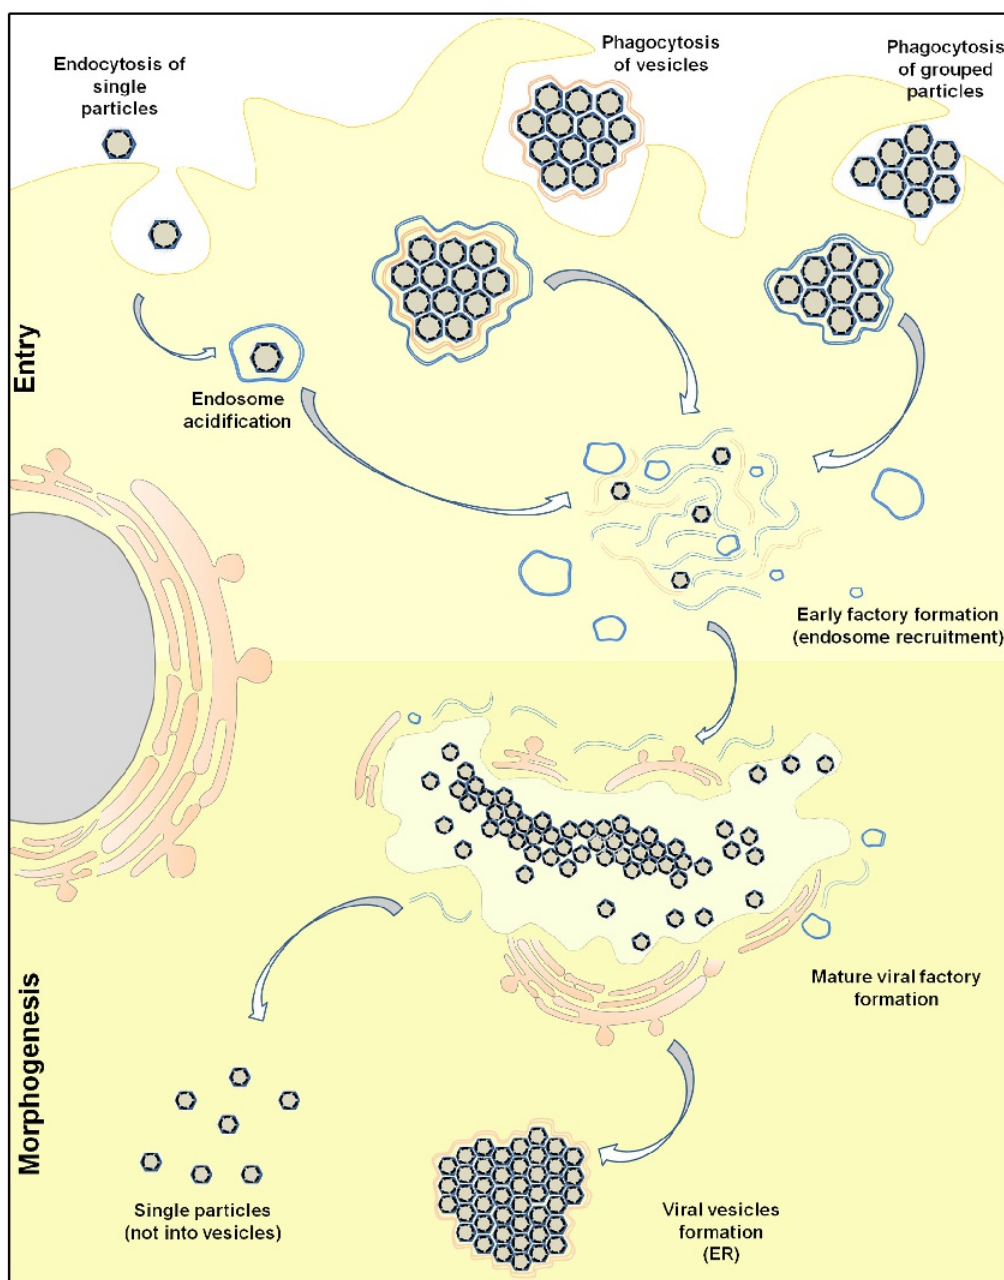 Endocytosis of
single
particles
Phagocytosis
of vesicles
Phagocytosis
of grouped
particles
Entry
Endosome
acidification
Early factory formation
(endosome recruitment)
Mature viral factory
formation
Morphogenesis
Single particles
(not into vesicles)
Viral vesicles
formation
(ER)